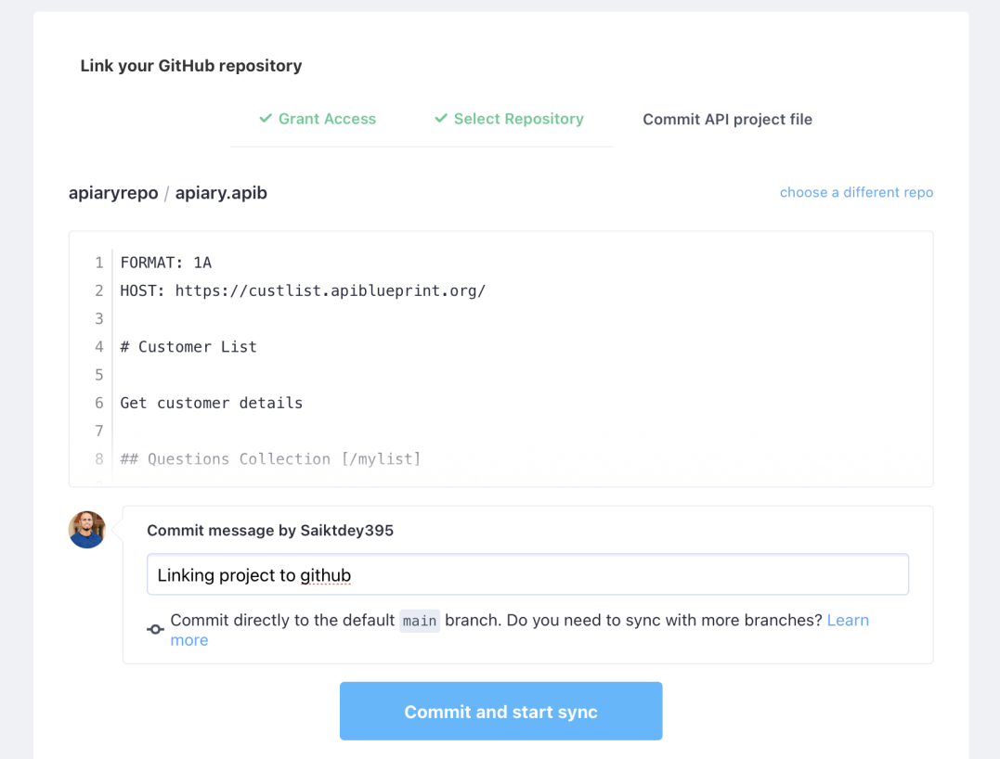 Link your GitHub repository
Grant Access Select Repository Commit API project file
apiaryrepo / apiary.apib choose a different repo
1 FORMAT: 1A
2 HOST: https://custlist.apiblueprint.org/
3
4 # Customer List
5
6 Get customer details
7
8 ## Questions Collection [/mylist]
Commit message by Saiktdey395
Linking project to github
Commit directly to the default main branch. Do you need to sync with more branches? Learn
more
Commit and start sync